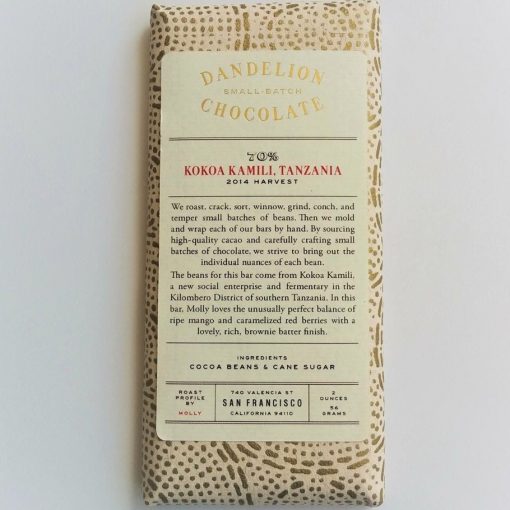 DANDELION
SMALL-BATCH
CHOCOLATE
70%
KOKOA KAMILI, TANZANIA
2014 HARVEST
We roast, crack, sort, winnow, grind, conch, and
temper small batches of beans. Then we mold
and wrap each of our bars by hand. By sourcing
high-quality cacao and carefully crafting small
batches of chocolate, we strive to bring out the
individual nuances of each bean.
The beans for this bar come from Kokoa Kamili,
a new social enterprise and fermentary in the
Kilombero District of southern Tanzania. In this
bar, Molly loves the unusually perfect balance of
ripe mango and caramelized red berries with a
lovely, rich, brownie batter finish.
INGREDIENTS
COCOA BEANS & CANE SUGAR
ROAST
PROFILE
BY
MOLLY
740 VALENCIA ST
SAN FRANCISCO
CALIFORNIA 94110
2
OUNCES
56
GRAMS